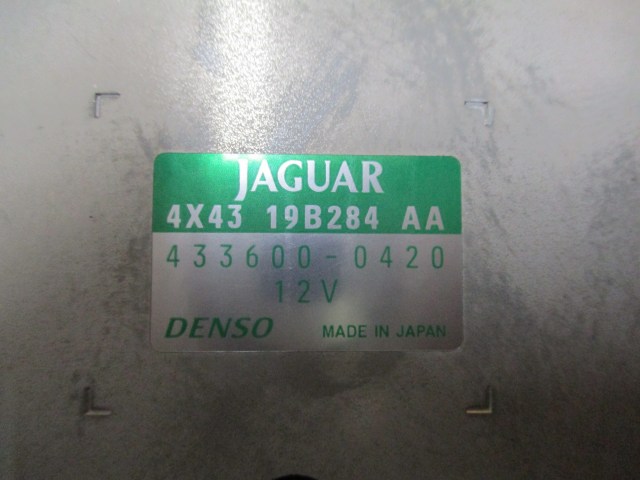 JAGUAR
4X43 19B284 AA
433600-0420
12V
DENSO MADE IN JAPAN